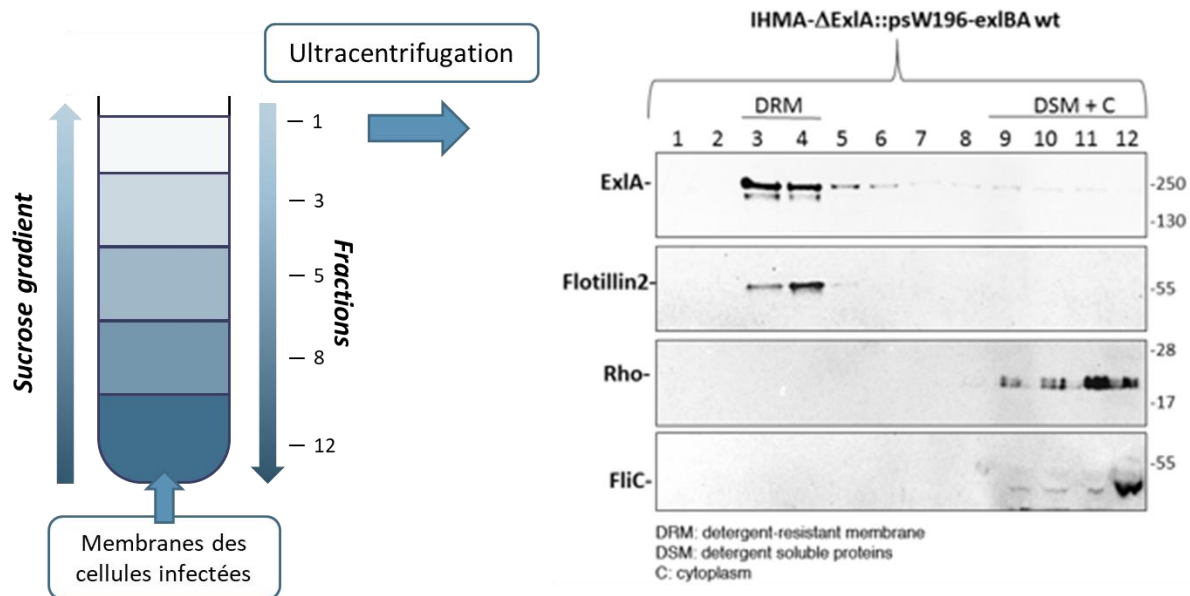 Ultracentrifugation
Sucrose gradient
Fractions
1
3
5
8
12
Membranes des
cellules infectées
IHMA-ΔExlA::psW196-exlBA wt
DRM
DSM + C
1 2 3 4 5 6 7 8 9 10 11 12
ExlA-
-250
-130
Flotillin2-
-55
Rho-
-28
-17
FliC-
-55
DRM: detergent-resistant membrane
DSM: detergent soluble proteins
C: cytoplasm